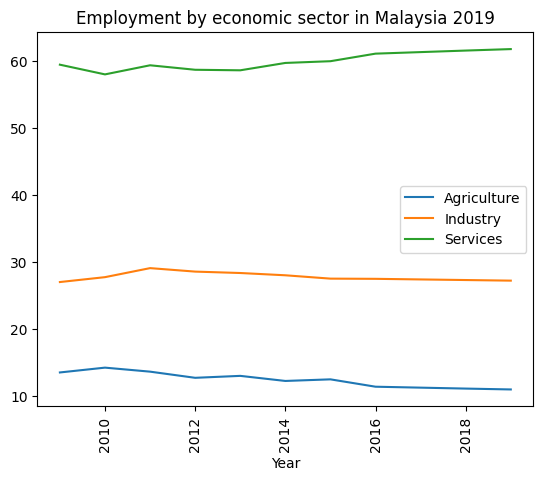 Employment by economic sector in Malaysia 2019
60
50
40
30
20
10
Agriculture
Industry
Services
2010
2012
2014
2016
2018
Year